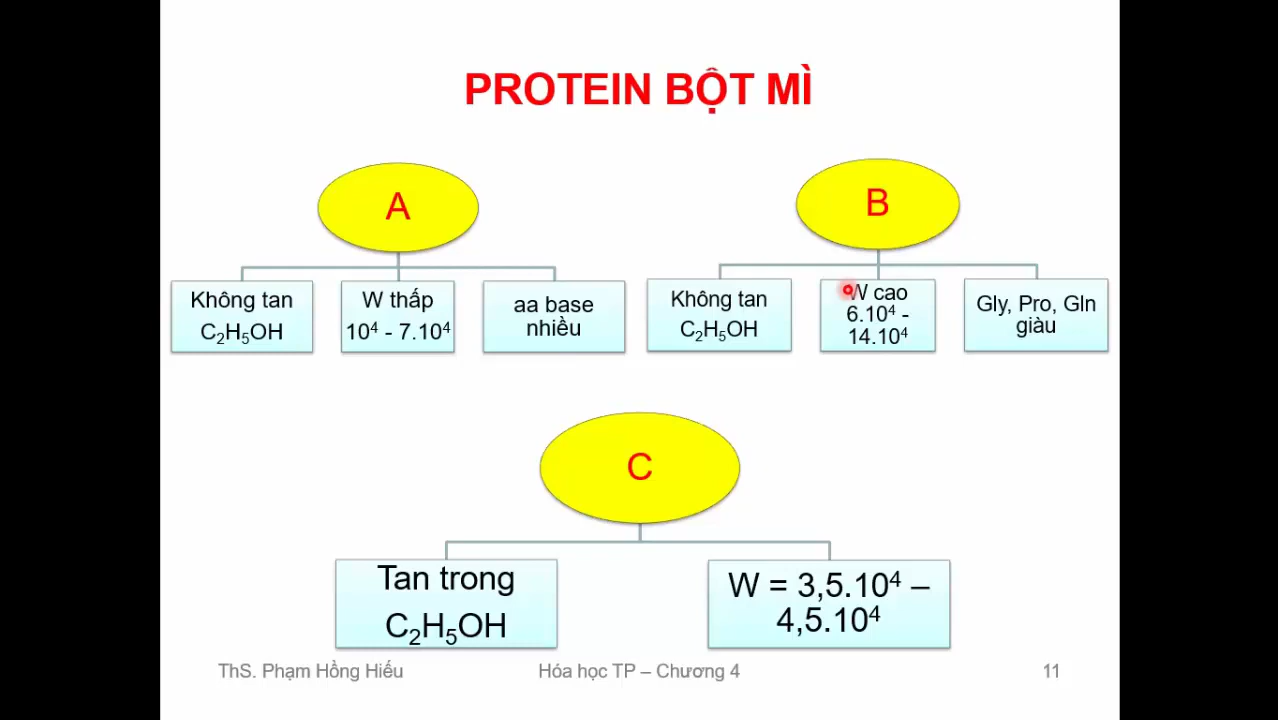 PROTEIN BỘT MÌ
A
Không tan
C₂H₅OH
W thấp
10⁴ - 7.10⁴
aa base
nhiều
B
Không tan
C₂H₅OH
W cao
6.10⁴ -
14.10⁴
Gly, Pro, Gln
giàu
C
Tan trong
C₂H₅OH
W = 3,5.10⁴ –
4,5.10⁴
ThS. Phạm Hồng Hiếu
Hóa học TP – Chương 4
11